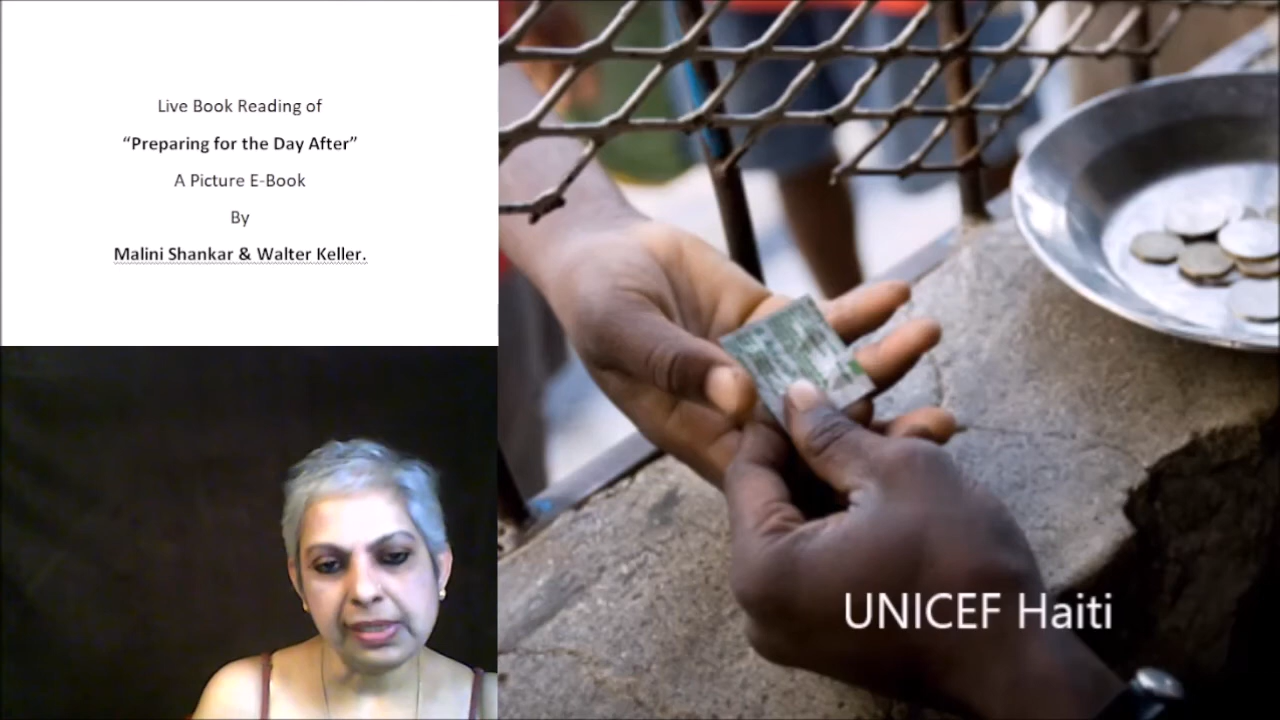 Live Book Reading of
“Preparing for the Day After”
A Picture E-Book
By
Malini Shankar & Walter Keller.
UNICEF Haiti